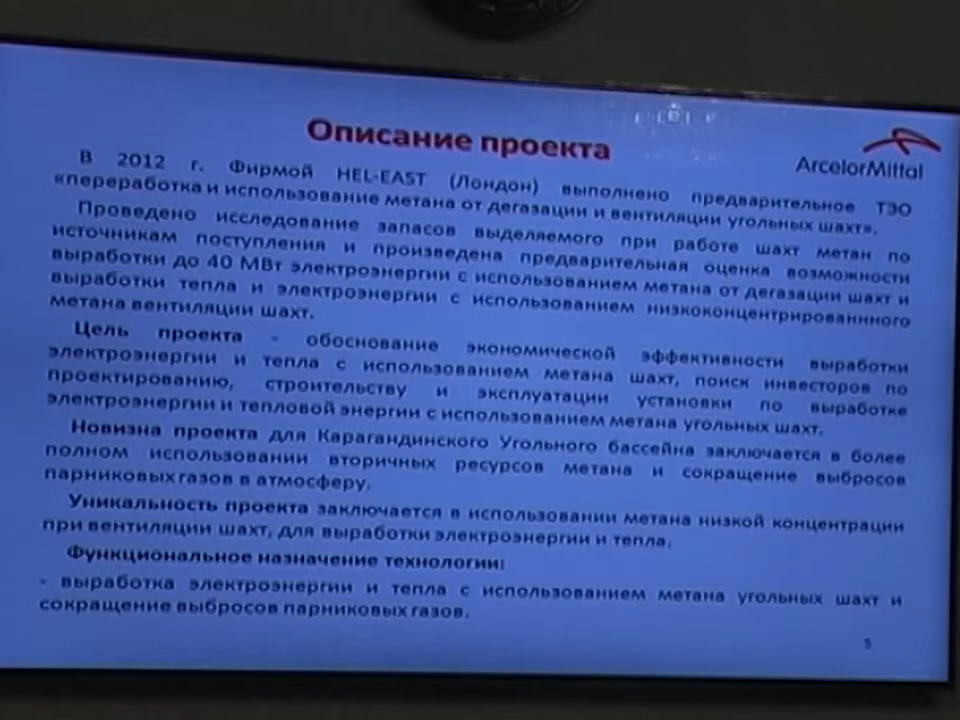 Описание проекта
ArcelorMittal
В 2012 г. Фирмой HEL-EAST (Лондон) выполнено предварительное ТЭО
«переработка и использование метана от дегазации и вентиляции угольных шахт».
Проведено исследование запасов выделяемого при работе шахт метан по
источникам поступления и произведена предварительная оценка возможности
выработки до 40 МВт электроэнергии с использованием метана от дегазации шахт и
выработки тепла и электроэнергии с использованием низкоконцентрированнного
метана вентиляции шахт.
Цель проекта - обоснование экономической эффективности выработки
электроэнергии и тепла с использованием метана шахт, поиск инвесторов по
проектированию, строительству и эксплуатации установки по выработке
электроэнергии и тепловой энергии с использованием метана угольных шахт.
Новизна проекта для Карагандинского Угольного бассейна заключается в более
полном использовании вторичных ресурсов метана и сокращение выбросов
парниковых газов в атмосферу.
Уникальность проекта заключается в использовании метана низкой концентрации
при вентиляции шахт, для выработки электроэнергии и тепла.
Функциональное назначение технологии:
- выработка электроэнергии и тепла с использованием метана угольных шахт и
сокращение выбросов парниковых газов.
5